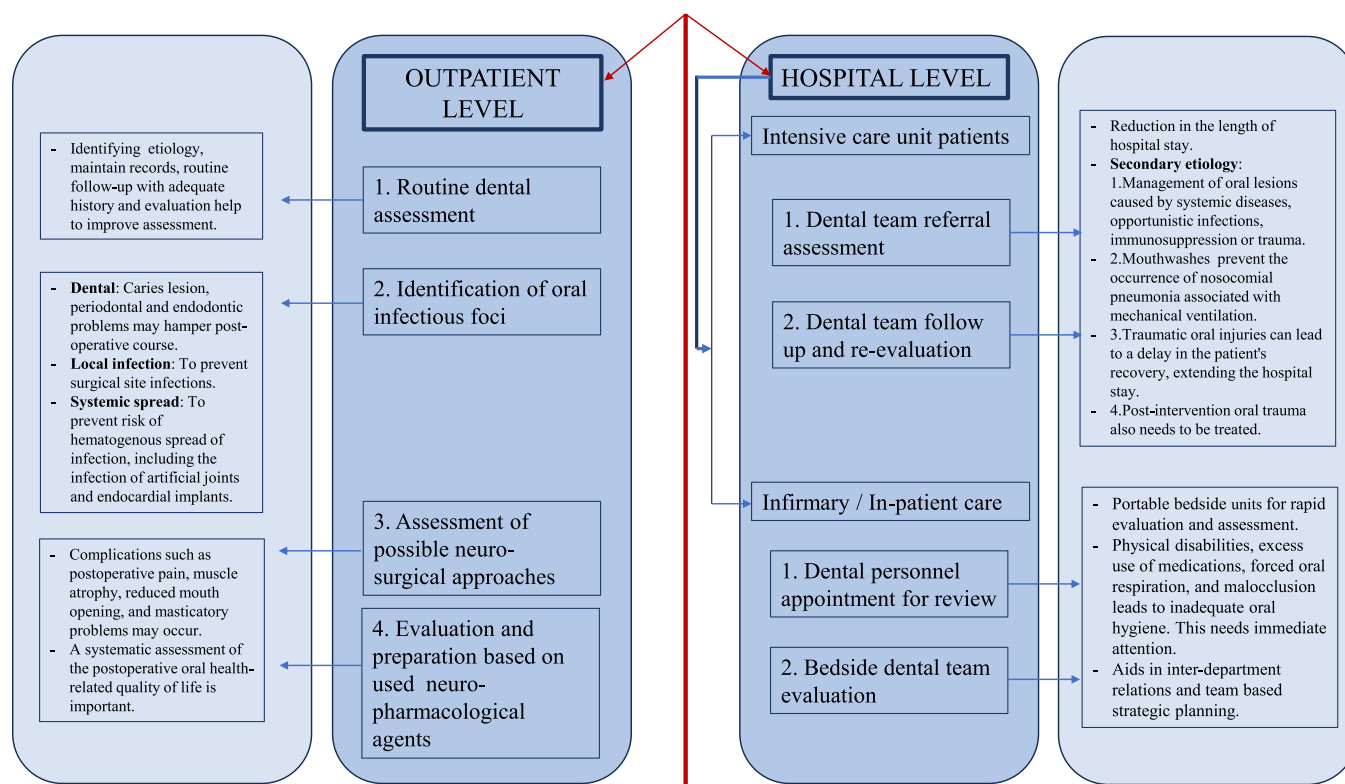 OUTPATIENT
LEVEL
- Identifying etiology,
maintain records, routine
follow-up with adequate
history and evaluation help
to improve assessment.
1. Routine dental
assessment
- Dental: Caries lesion,
periodontal and endodontic
problems may hamper post-
operative course.
- Local infection: To prevent
surgical site infections.
- Systemic spread: To
prevent risk of
hematogenous spread of
infection, including the
infection of artificial joints
and endocardial implants.
2. Identification of oral
infectious foci
- Complications such as
postoperative pain, muscle
atrophy, reduced mouth
opening, and masticatory
problems may occur.
- A systematic assessment of
the postoperative oral health-
related quality of life is
important.
3. Assessment of
possible neuro-
surgical approaches
4. Evaluation and
preparation based on
used neuro-
pharmacological
agents
HOSPITAL LEVEL
Intensive care unit patients
1. Dental team referral
assessment
2. Dental team follow
up and re-evaluation
- Reduction in the length of
hospital stay.
- Secondary etiology:
1.Management of oral lesions
caused by systemic diseases,
opportunistic infections,
immunosuppression or trauma.
- 2.Mouthwashes prevent the
occurrence of nosocomial
pneumonia associated with
mechanical ventilation.
- 3.Traumatic oral injuries can lead
to a delay in the patient's
recovery, extending the hospital
stay.
- 4.Post-intervention oral trauma
also needs to be treated.
Infirmary / In-patient care
1. Dental personnel
appointment for review
2. Bedside dental team
evaluation
- Portable bedside units for rapid
evaluation and assessment.
- Physical disabilities, excess
use of medications, forced oral
respiration, and malocclusion
leads to inadequate oral
hygiene. This needs immediate
attention.
- Aids in inter-department
relations and team based
strategic planning.